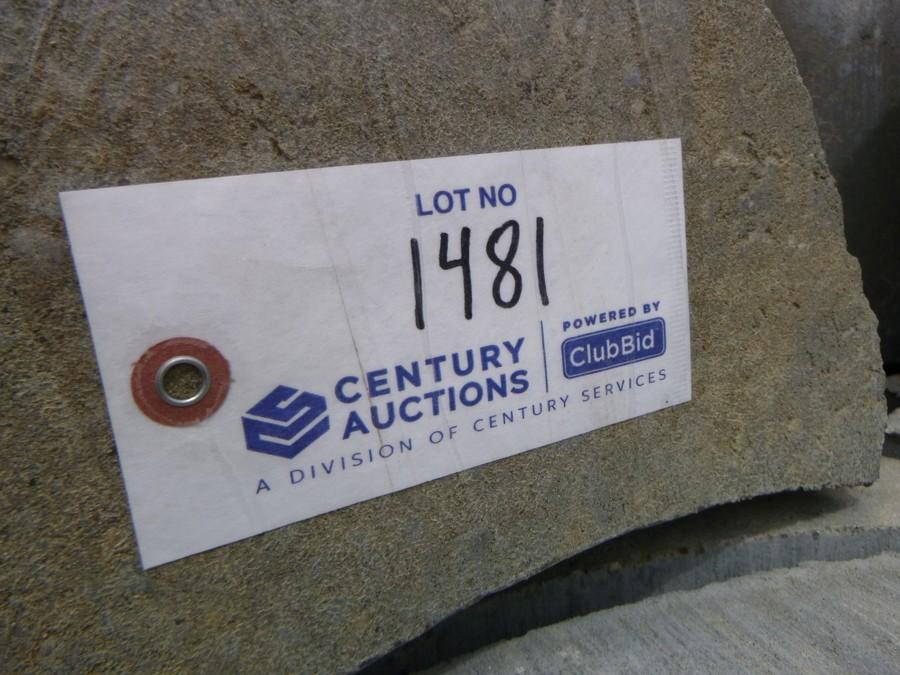 LOT NO
1481
CENTURY
AUCTIONS
POWERED BY
ClubBid
A DIVISION OF CENTURY SERVICES